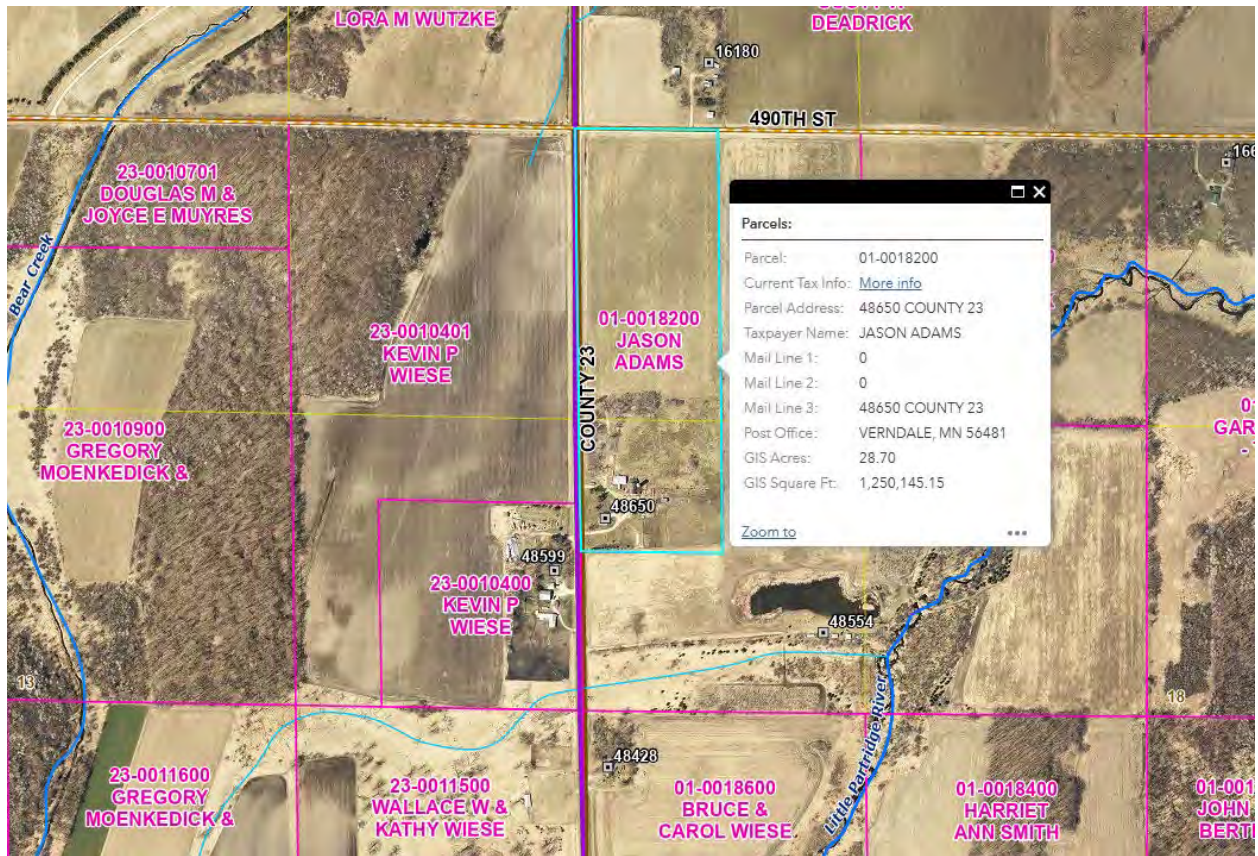 LORA M WUTZKE
DEADRICK
16180
490TH ST
23-0010701
DOUGLAS M &
JOYCE E MUYRES
Bear Creek
23-0010401
KEVIN P
WIESE
COUNTY 23
01-0018200
JASON
ADAMS
Parcels:
Parcel: 01-0018200
Current Tax Info: More info
Parcel Address: 48650 COUNTY 23
Taxpayer Name: JASON ADAMS
Mail Line 1: 0
Mail Line 2: 0
Mail Line 3: 48650 COUNTY 23
Post Office: VERNDALE, MN 56481
GIS Acres: 28.70
GIS Square Ft: 1,250,145.15
Zoom to
23-0010900
GREGORY
MOENKEDICK &
48650
48599
23-0010400
KEVIN P
WIESE
48554
13
18
Little Partridge River
48428
23-0011600
GREGORY
MOENKEDICK &
23-0011500
WALLACE W &
KATHY WIESE
01-0018600
BRUCE &
CAROL WIESE
01-0018400
HARRIET
ANN SMITH
JOHN